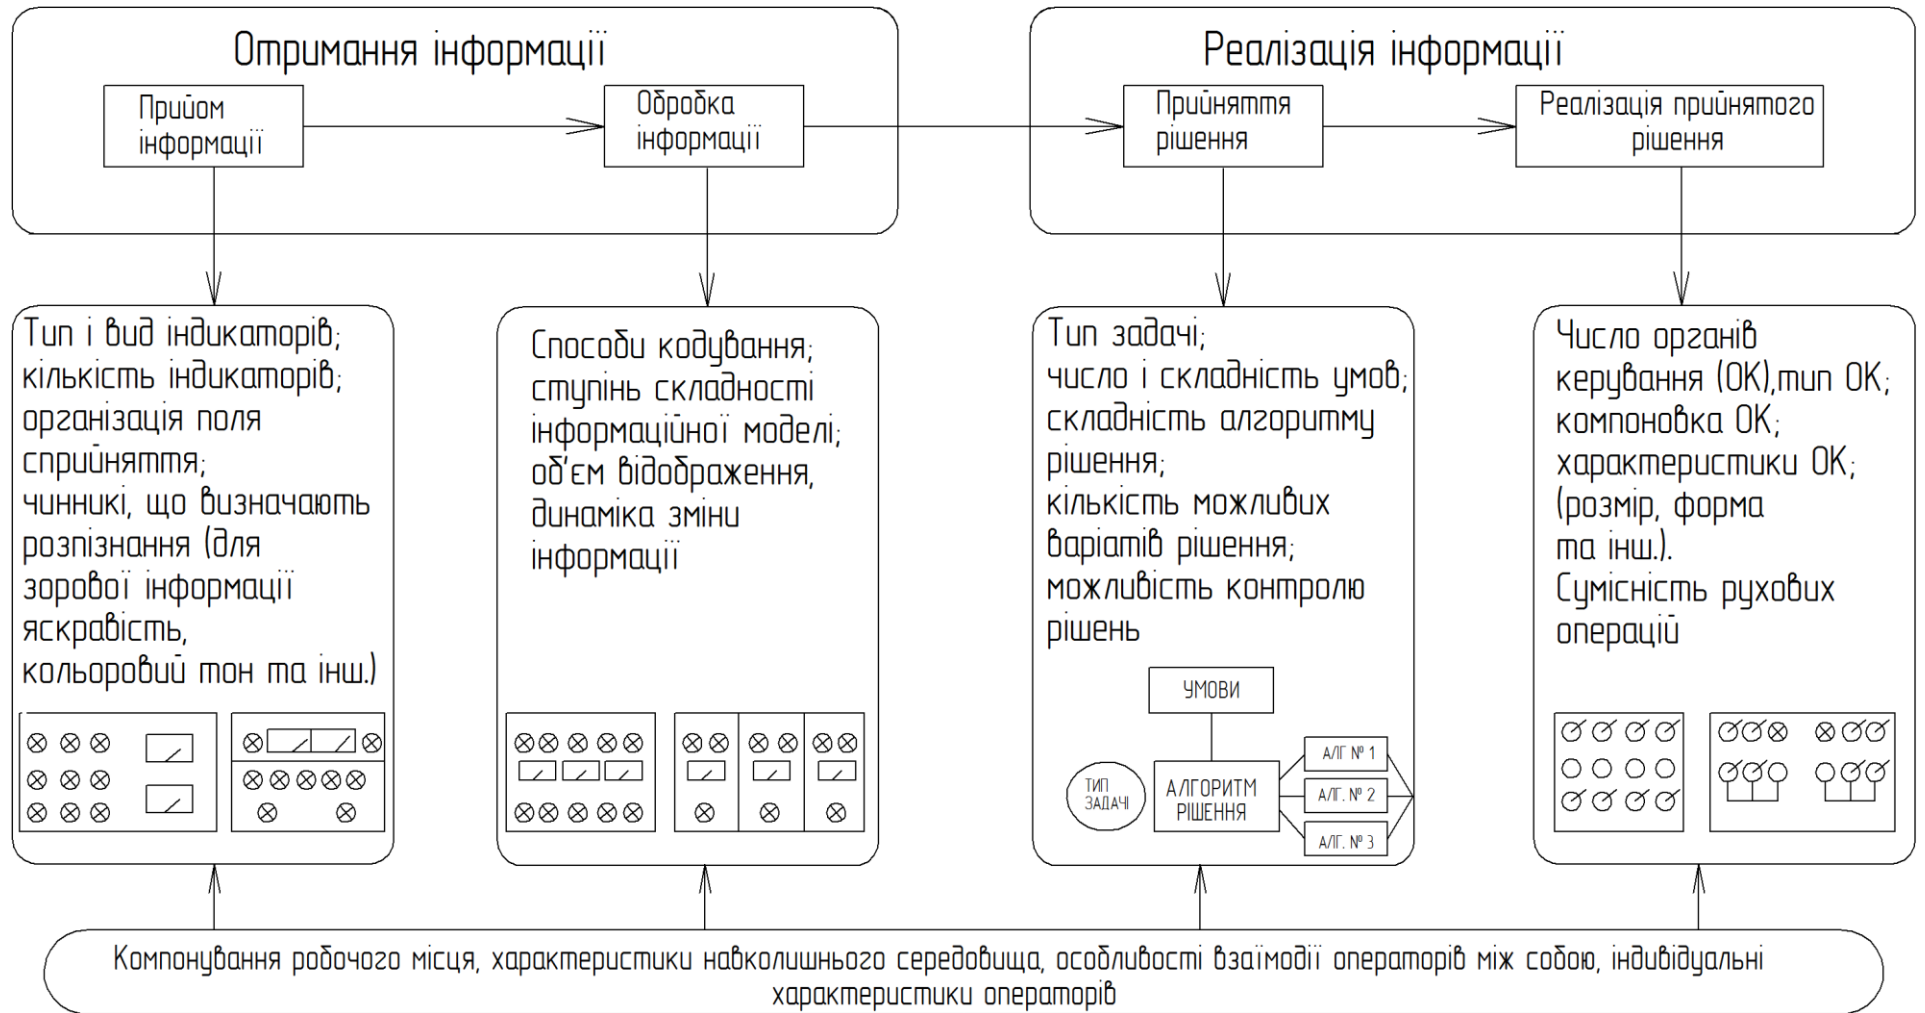 Отримання інформації
Прийом
інформації
Обробка
інформації
Реалізація інформації
Прийняття
рішення
Реалізація прийнятого
рішення
Тип і вид індикаторів;
кількість індикаторів;
організація поля
сприйняття;
чинникі, що визначають
розпізнання (для
зорової інформації
яскравість,
кольоровий тон та інш.)
Способи кодування;
ступінь складності
інформаційної моделі;
об'єм відображення,
динаміка зміни
інформації
Тип задачі;
число і складність умов;
складність алгоритму
рішення;
кількість можливих
варіатів рішення;
можливість контролю
рішень
УМОВИ
ТИП
ЗАДАЧІ
АЛГОРИТМ
РІШЕННЯ
АЛГ № 1
АЛГ. № 2
АЛГ. № 3
Число органів
керування (ОК),тип ОК;
компоновка ОК;
характеристики ОК;
(розмір, форма
та інш.).
Сумісність рухових
операцій
Компонування робочого місця, характеристики навколишнього середовища, особливості взаїмодії операторів між собою, індивідуальні
характеристики операторів